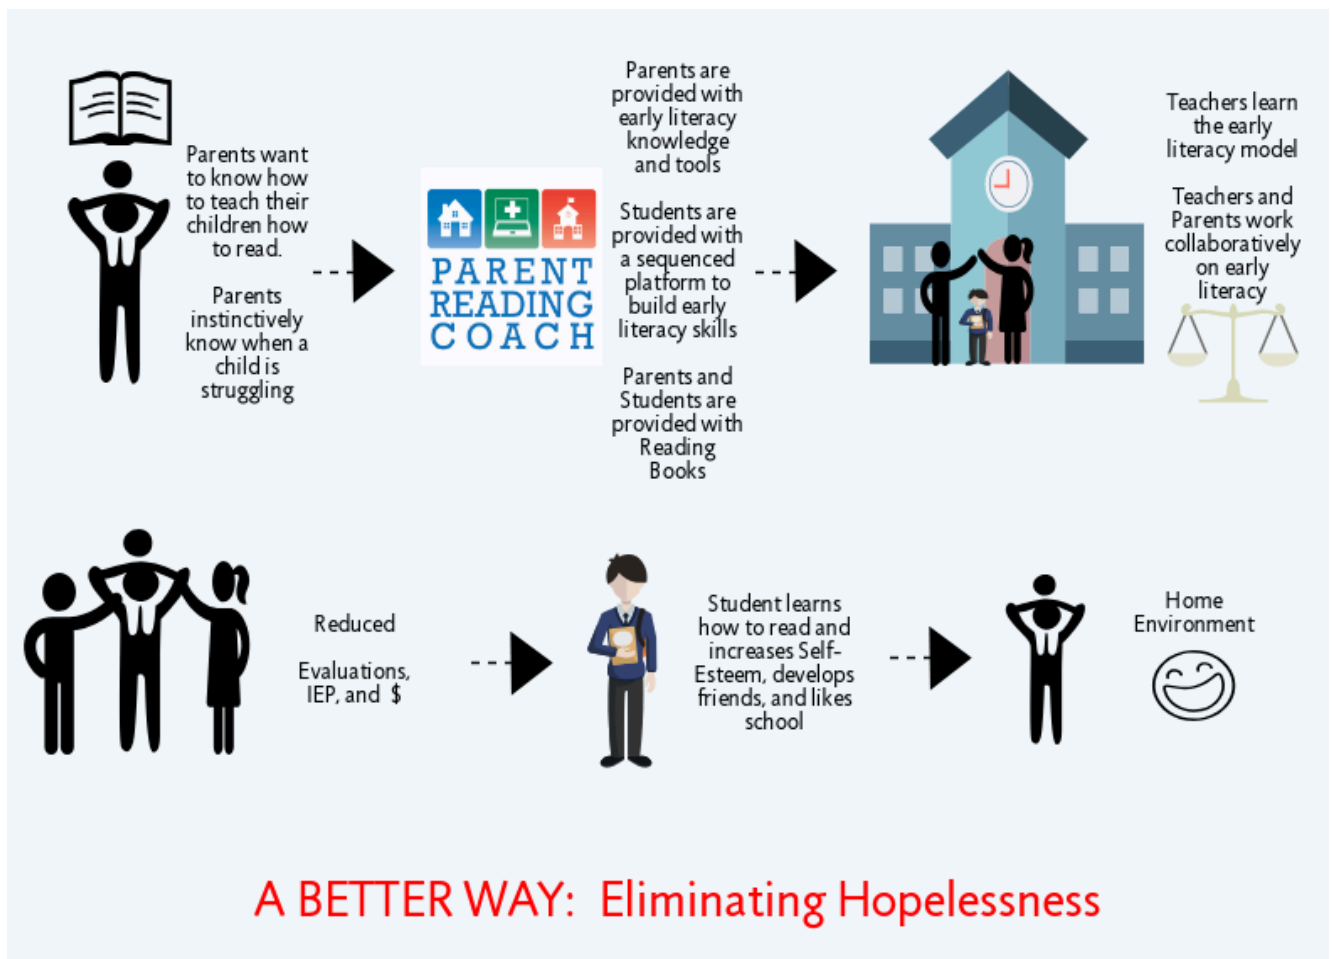 Parents want
to know how
to teach their
children how
to read.
Parents
instinctively
know when a
child is
struggling
PARENT
READING
COACH
Parents are
provided with
early literacy
knowledge
and tools
Students are
provided with
a sequenced
platform to
build early
literacy skills
Parents and
Students are
provided with
Reading
Books
Teachers learn
the early
literacy model
Teachers and
Parents work
collaboratively
on early
literacy
Reduced
Evaluations,
IEP, and $
Student learns
how to read and
increases Self-
Esteem, develops
friends, and likes
school
Home
Environment
A BETTER WAY: Eliminating Hopelessness